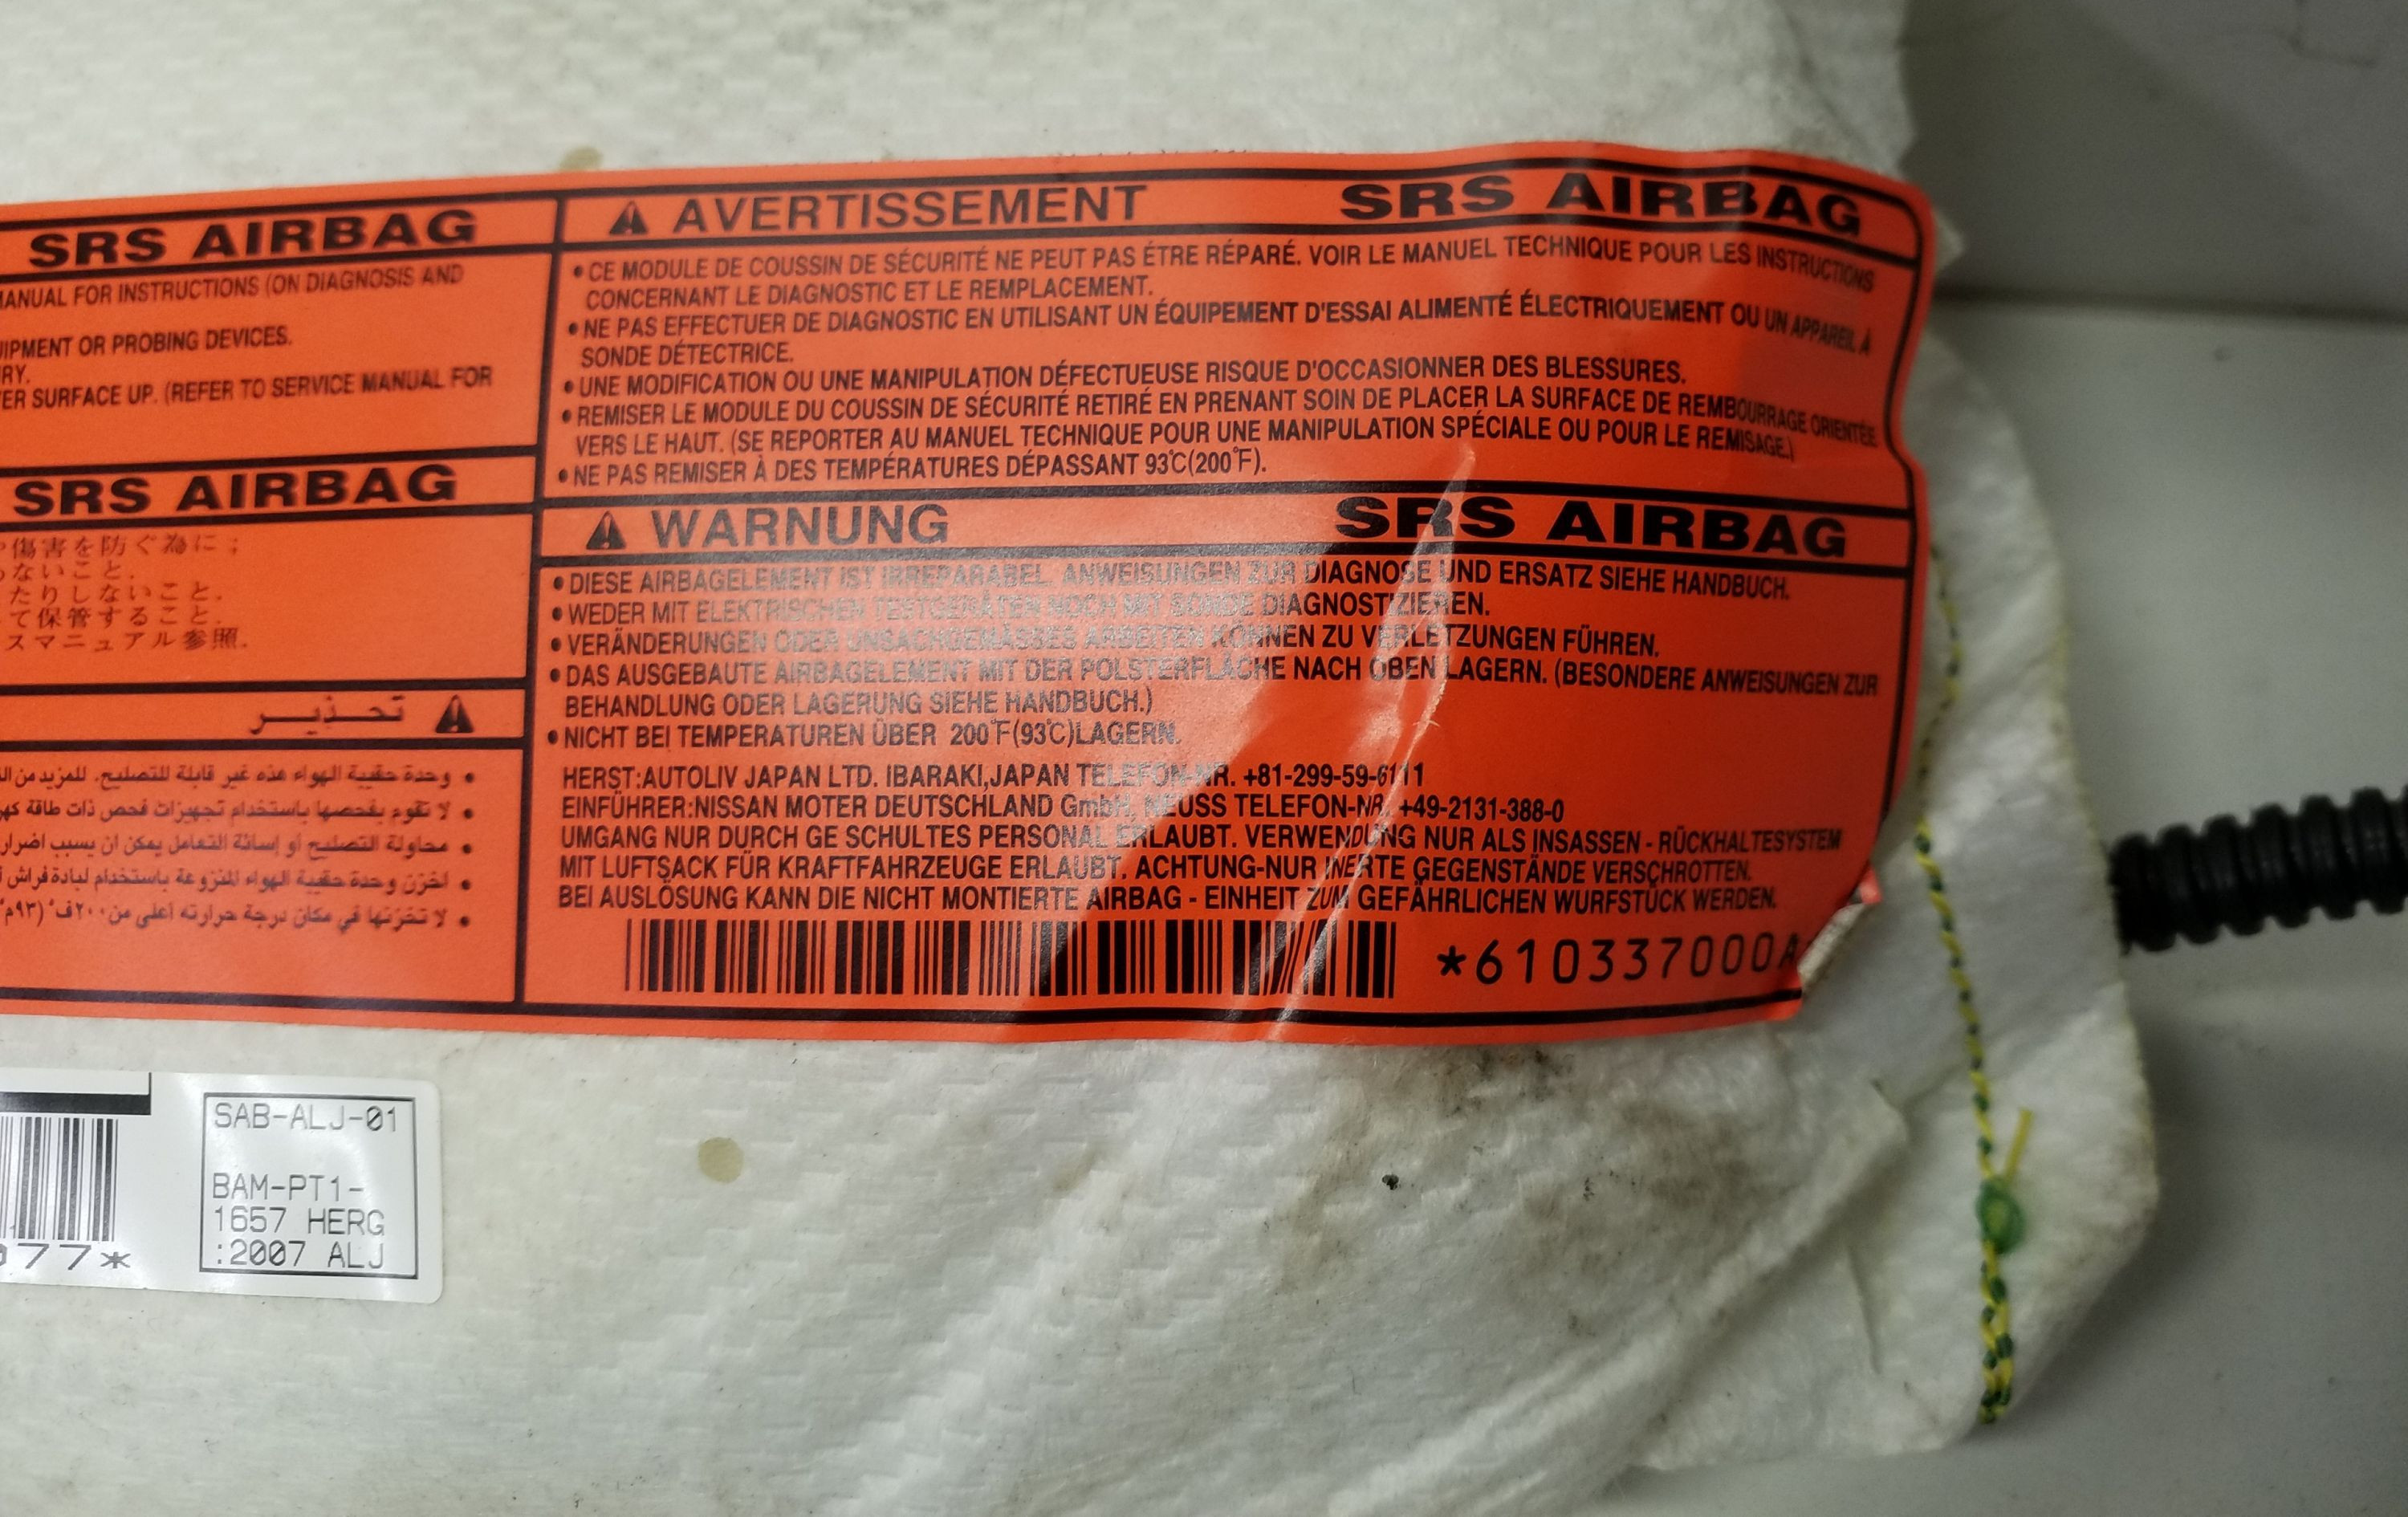 SRS AIRBAG
MANUAL FOR INSTRUCTIONS (ON DIAGNOSIS AND
OR PROBING DEVICES.
SURFACE UP. (REFER TO SERVICE MANUAL FOR
SRS AIRBAG
傷害を防ぐ為に;
ないこと.
たりしないこと.
て保管すること.
スマニュアル参照.
تحذير
• وحدة حقيبة الهواء هذه غير قابلة للتصليح. للمزيد من
• لا تقوم بفحصها باستخدام تجهيزات فحص ذات طاقة
• محاولة التصليح أو إسائة التعامل يمكن ان يسبب اضرار
• اخزن وحدة حقيبة الهواء المنزوعة باستخدام لبادة فراش
• لا تخزنها في مكان درجة حرارته أعلى من ٢٠٠°ف (٩٣°م
AVERTISSEMENT SRS AIRBAG
• CE MODULE DE COUSSIN DE SÉCURITÉ NE PEUT PAS ÉTRE RÉPARÉ. VOIR LE MANUEL TECHNIQUE POUR LES INSTRUCTIONS
CONCERNANT LE DIAGNOSTIC ET LE REMPLACEMENT.
• NE PAS EFFECTUER DE DIAGNOSTIC EN UTILISANT UN ÉQUIPEMENT D'ESSAI ALIMENTÉ ÉLECTRIQUEMENT OU UN APPAREIL À
SONDE DÉTECTRICE.
• UNE MODIFICATION OU UNE MANIPULATION DÉFECTUEUSE RISQUE D'OCCASIONNER DES BLESSURES.
• REMISER LE MODULE DU COUSSIN DE SÉCURITÉ RETIRÉ EN PRENANT SOIN DE PLACER LA SURFACE DE REMBOURRAGE ORIENTÉE
VERS LE HAUT. (SE REPORTER AU MANUEL TECHNIQUE POUR UNE MANIPULATION SPÉCIALE OU POUR LE REMISAGE.)
• NE PAS REMISER À DES TEMPÉRATURES DÉPASSANT 93℃(200℉).
WARNUNG SRS AIRBAG
• DIESE AIRBAGELEMENT IST IRREPARABEL. ANWEISUNGEN ZUR DIAGNOSE UND ERSATZ SIEHE HANDBUCH.
• WEDER MIT ELEKTRISCHEN TESTGERÄTEN NOCH MIT SONDE DIAGNOSTIZIEREN.
• VERÄNDERUNGEN ODER UNSACHGEMÄSSES ARBEITEN KÖNNEN ZU VERLETZUNGEN FÜHREN.
• DAS AUSGEBAUTE AIRBAGELEMENT MIT DER POLSTERFLÄCHE NACH OBEN LAGERN. (BESONDERE ANWEISUNGEN ZUR
BEHANDLUNG ODER LAGERUNG SIEHE HANDBUCH.)
• NICHT BEI TEMPERATUREN ÜBER 200℉(93℃)LAGERN.
HERST:AUTOLIV JAPAN LTD. IBARAKI,JAPAN TELEFON-NR. +81-299-59-6111
EINFÜHRER:NISSAN MOTER DEUTSCHLAND GmbH, NEUSS TELEFON-NR. +49-2131-388-0
UMGANG NUR DURCH GE SCHULTES PERSONAL ERLAUBT. VERWENDUNG NUR ALS INSASSEN - RÜCKHALTESYSTEM
MIT LUFTSACK FÜR KRAFTFAHRZEUGE ERLAUBT. ACHTUNG-NUR INERTE GEGENSTÄNDE VERSCHROTTEN.
BEI AUSLÖSUNG KANN DIE NICHT MONTIERTE AIRBAG - EINHEIT ZUM GEFÄHRLICHEN WURFSTÜCK WERDEN.
*610337000A
77*
SAB-ALJ-01
BAM-PT1-
1657 HERG
:2007 ALJ